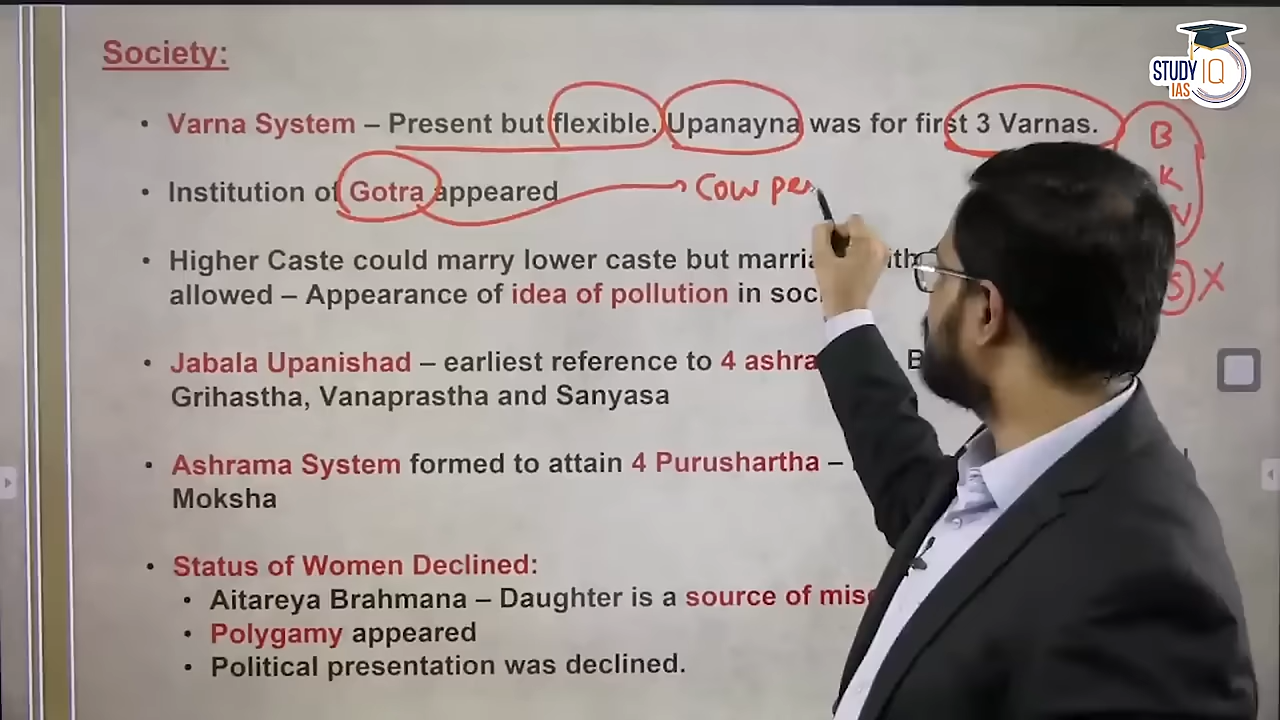 STUDY IQ
IAS
Society:
• Varna System – Present but flexible. Upanayna was for first 3 Varnas.
B
K
V
• Institution of Gotra appeared
Cow pe
• Higher Caste could marry lower caste but
S X
allowed – Appearance of idea of pollution in
• Jabala Upanishad – earliest reference to 4
Grihastha, Vanaprastha and Sanyasa
• Ashrama System formed to attain 4 Purushartha –
Moksha
• Status of Women Declined:
• Aitareya Brahmana – Daughter is a source of
• Polygamy appeared
• Political presentation was declined.